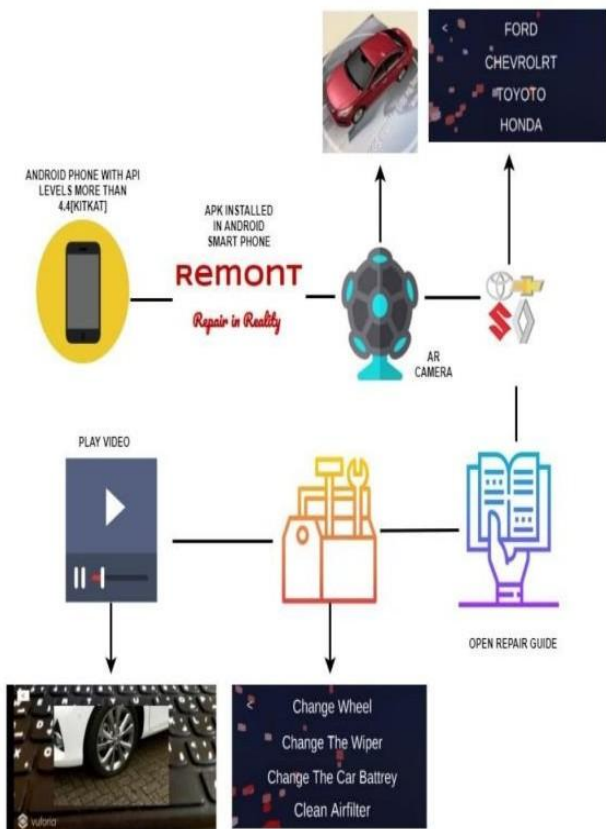 FORD
CHEVROLRT
TOYOTO
HONDA
ANDROID PHONE WITH API
LEVELS MORE THAN
4.4[KITKAT]
APK INSTALLED
IN ANDROID
SMART PHONE
REMONT
Repair in Reality
AR
CAMERA
PLAY VIDEO
OPEN REPAIR GUIDE
Change Wheel
Change The Wiper
Change The Car Battrey
Clean Airfilter
vuforia